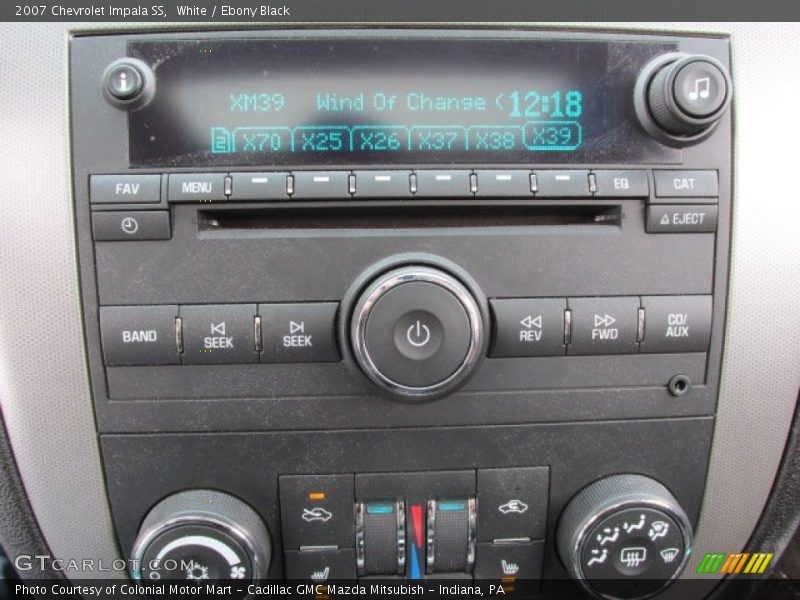 2007 Chevrolet Impala SS,  White / Ebony Black
XM39  Wind Of Change (  12:18
2 X70 X25 X26 X37 X38 X39
FAV MENU EQ CAT
EJECT
BAND SEEK SEEK REV FWD CD/AUX
GTCARLOT.COM
Photo Courtesy of Colonial Motor Mart – Cadillac GMC Mazda Mitsubish – Indiana, PA